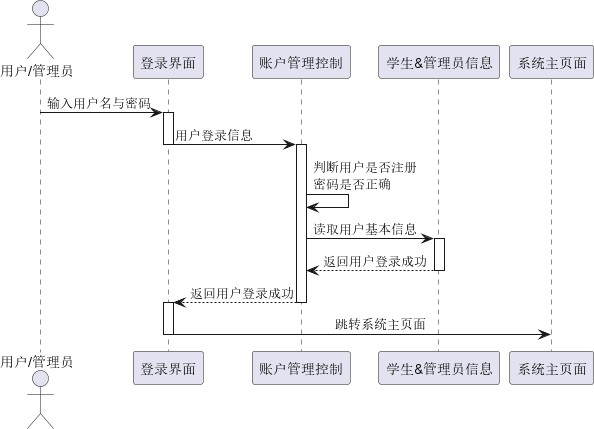 用户/管理员
登录界面
账户管理控制
学生&管理员信息
系统主页面
输入用户名与密码
用户登录信息
判断用户是否注册
密码是否正确
读取用户基本信息
返回用户登录成功
返回用户登录成功
跳转系统主页面
用户/管理员
登录界面
账户管理控制
学生&管理员信息
系统主页面